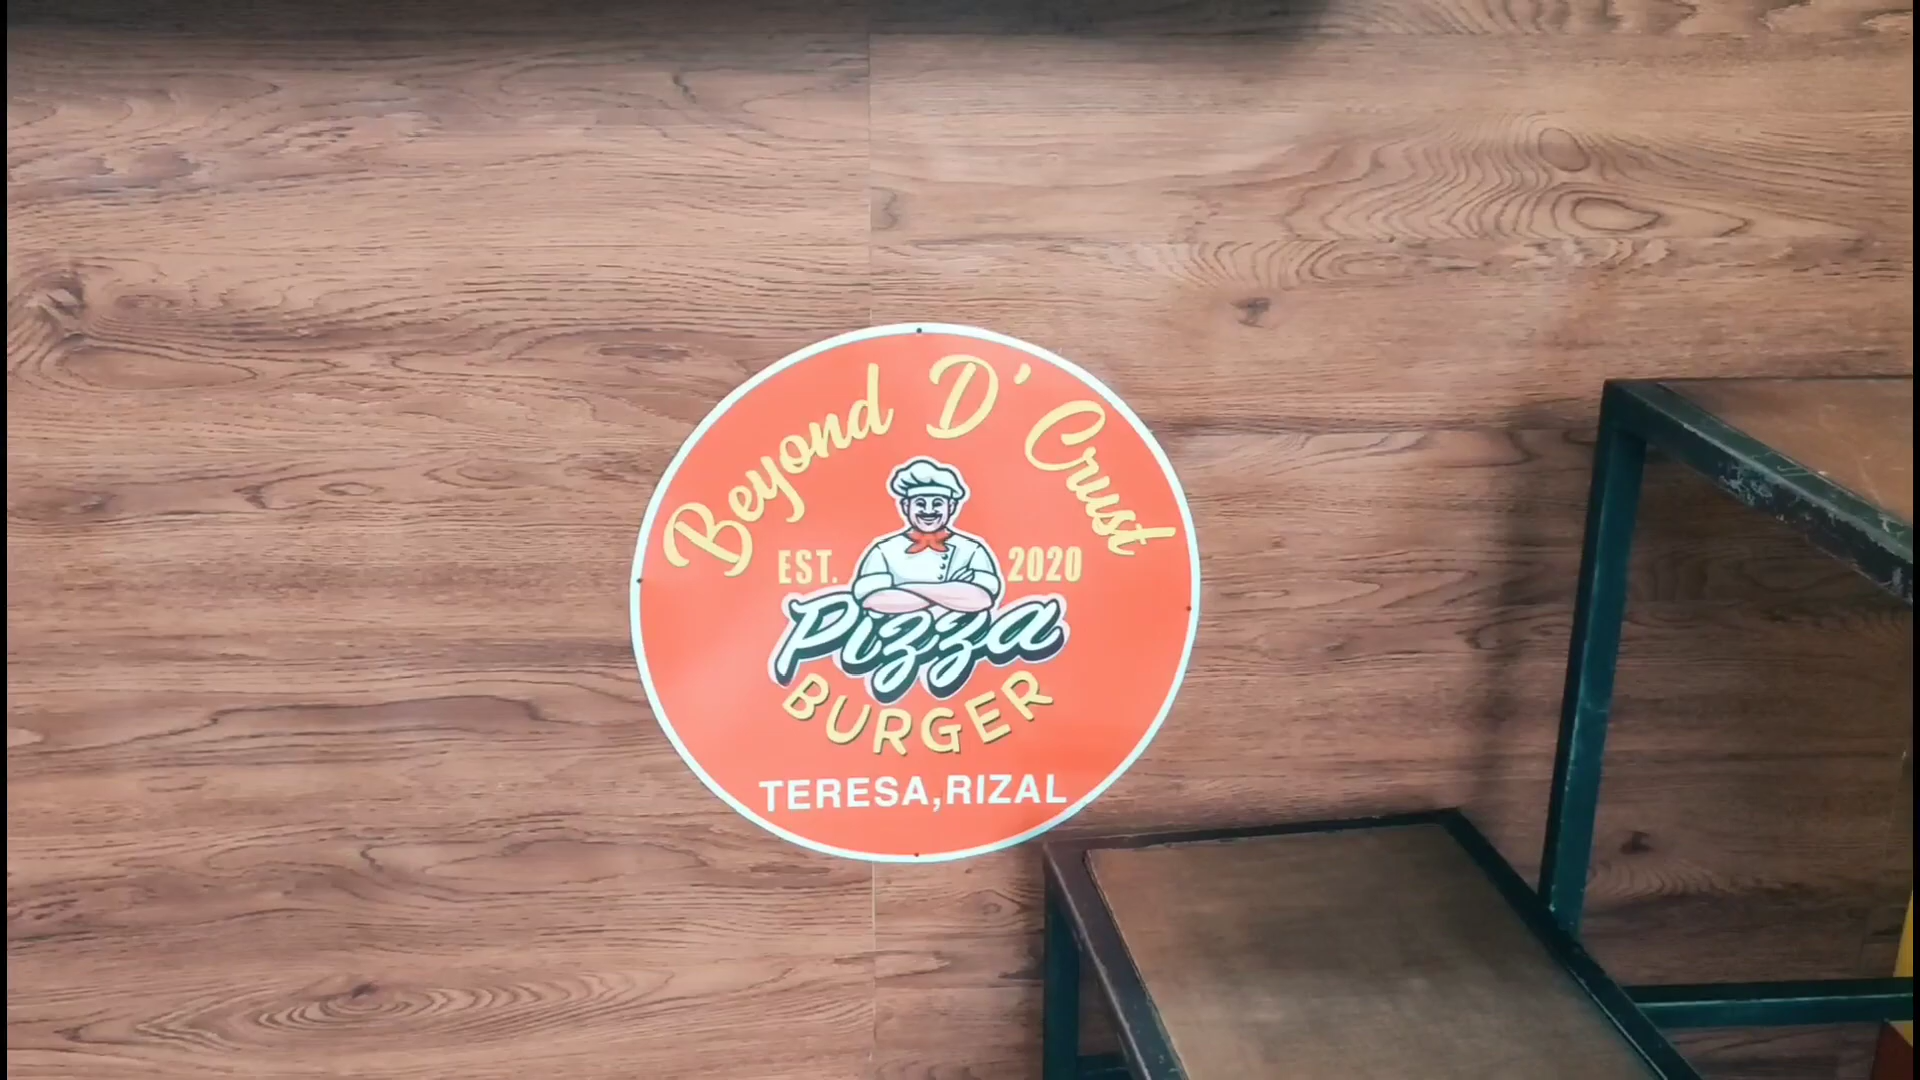 Beyond D' Crust
EST. 2020
Pizza
BURGER
TERESA,RIZAL